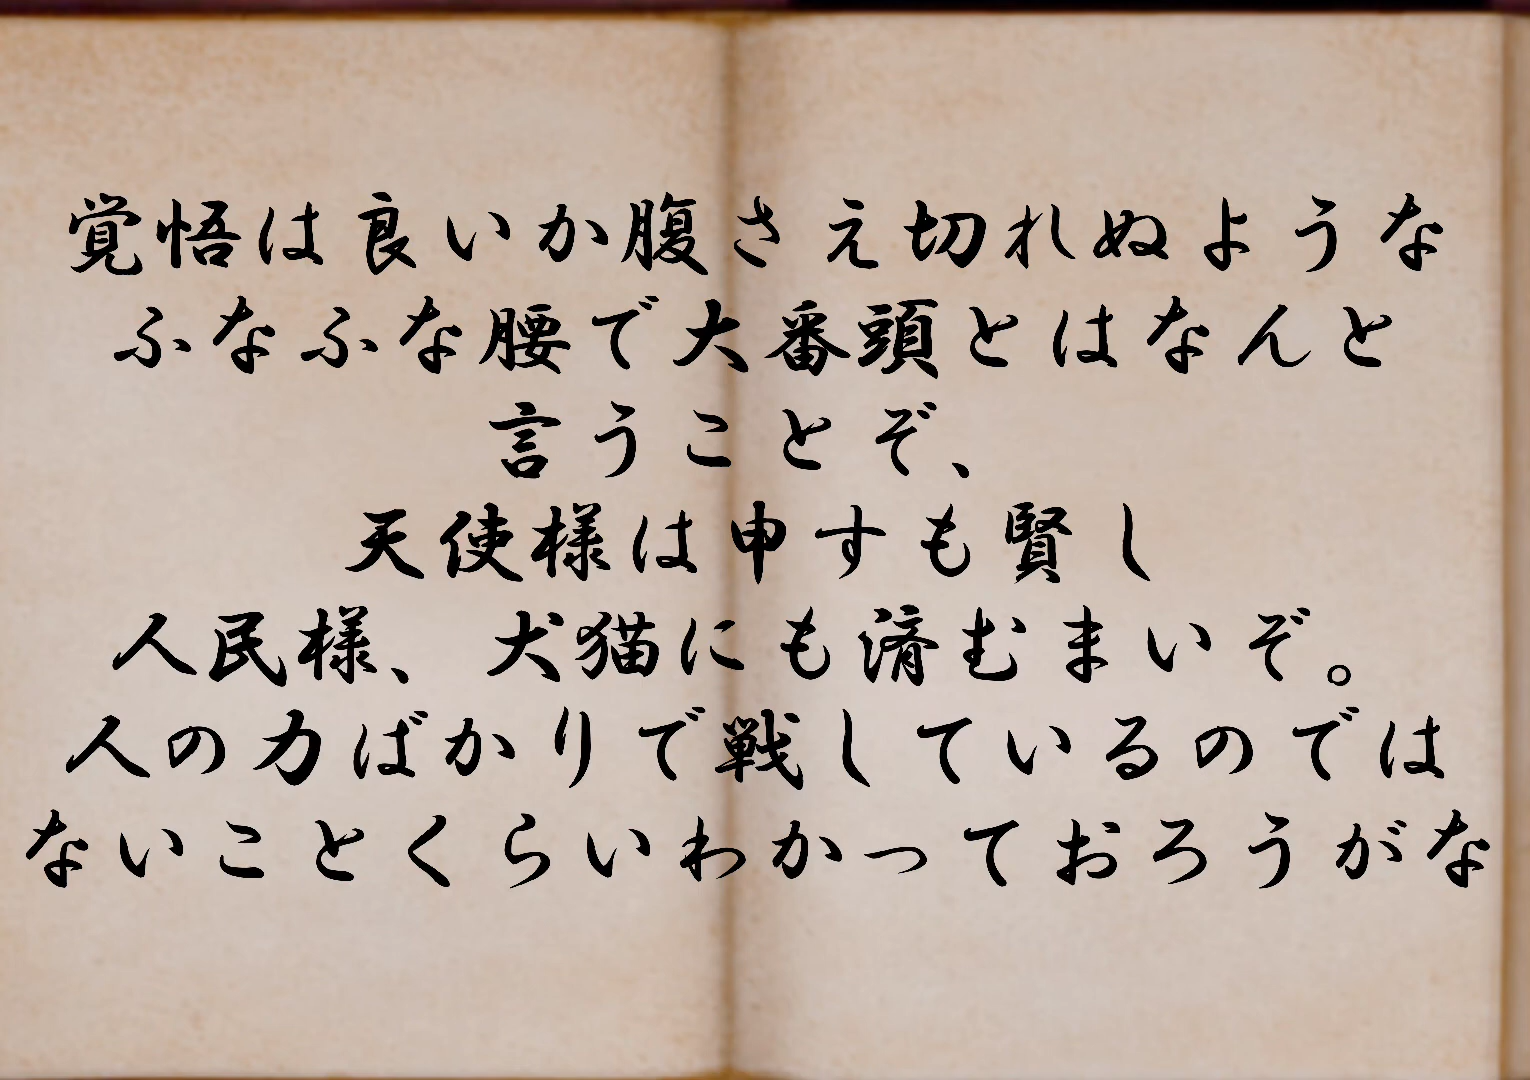 覚悟は良いか腹さえ切れぬような
ふなふな腰で大番頭とはなんと
言うことぞ、
天使様は申すも賢し
人民様、犬猫にも済むまいぞ。
人の力ばかりで戦しているのでは
ないことくらいわかっておろうがな